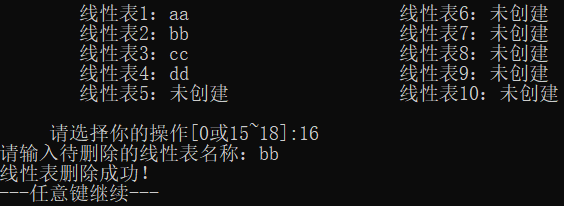 线性表1: aa 线性表6: 未创建
线性表2: bb 线性表7: 未创建
线性表3: cc 线性表8: 未创建
线性表4: dd 线性表9: 未创建
线性表5: 未创建 线性表10: 未创建
请选择你的操作[0或15~18]:16
请输入待删除的线性表名称: bb
线性表删除成功!
---任意键继续---